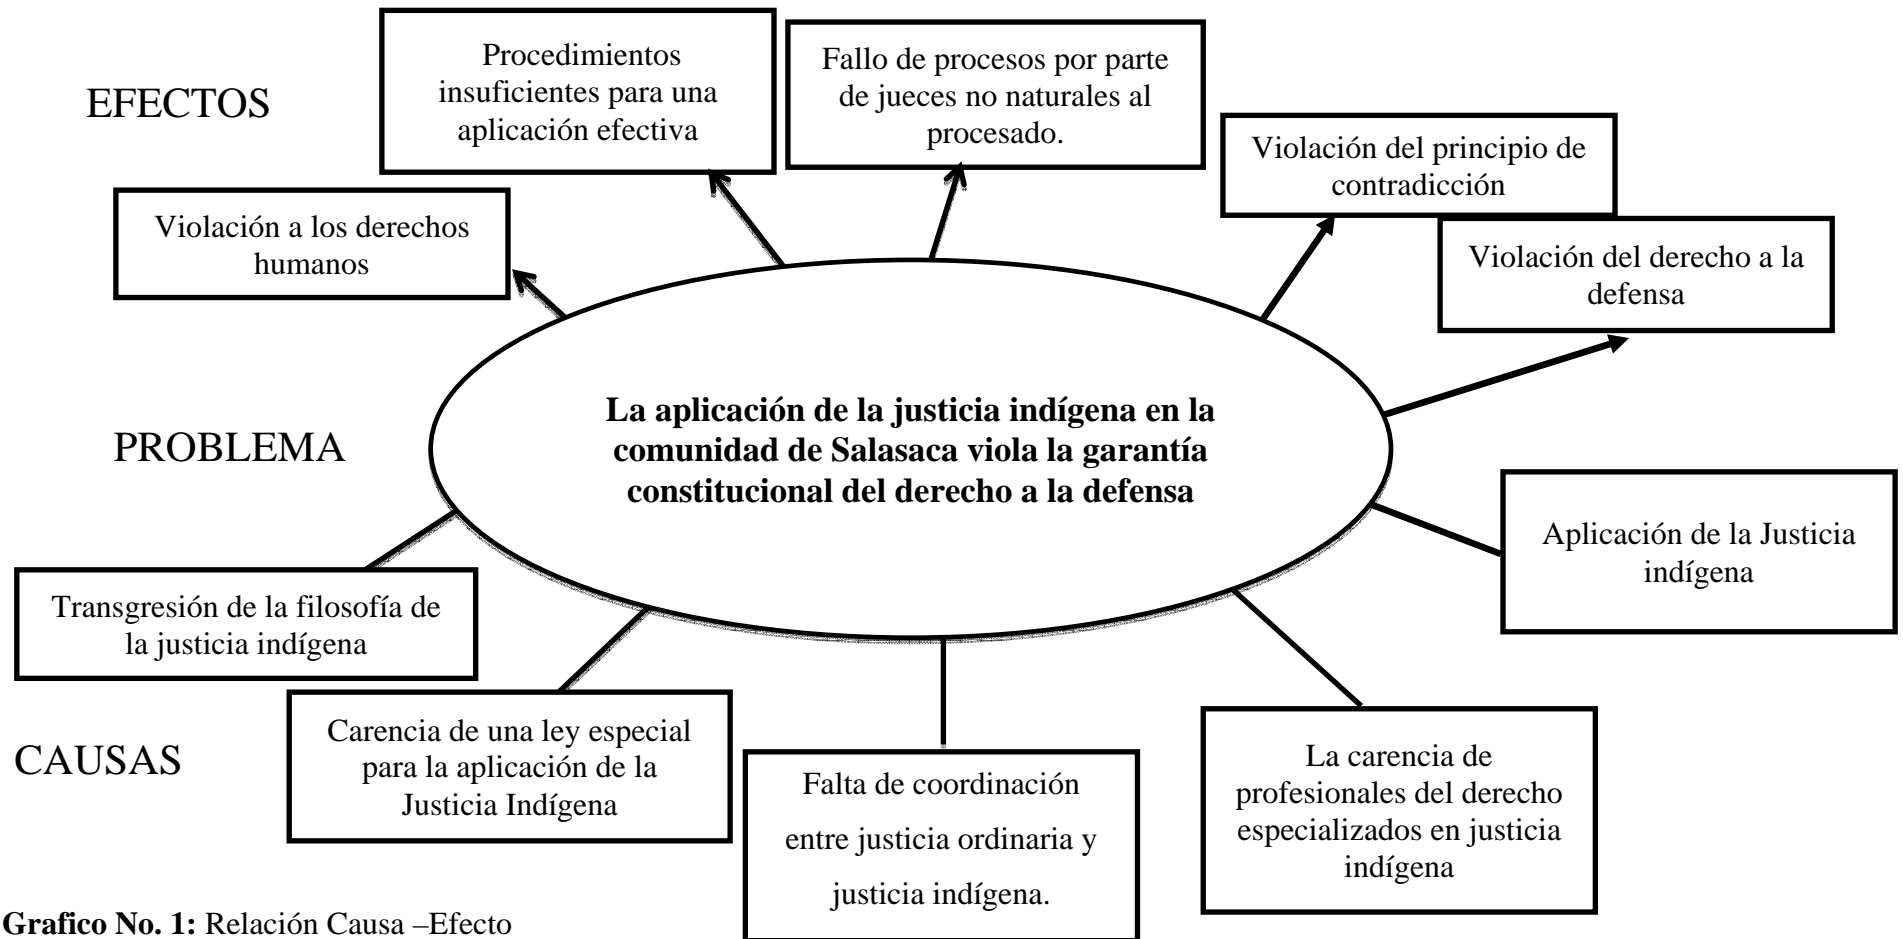 EFECTOS
Procedimientos
insuficientes para una
aplicación efectiva
Fallo de procesos por parte
de jueces no naturales al
procesado.
Violación del principio de
contradicción
Violación a los derechos
humanos
Violación del derecho a la
defensa
PROBLEMA
La aplicación de la justicia indígena en la
comunidad de Salasaca viola la garantía
constitucional del derecho a la defensa
Aplicación de la Justicia
indígena
Transgresión de la filosofía de
la justicia indígena
CAUSAS
Carencia de una ley especial
para la aplicación de la
Justicia Indígena
Falta de coordinación
entre justicia ordinaria y
justicia indígena.
La carencia de
profesionales del derecho
especializados en justicia
indígena
Grafico No. 1: Relación Causa –Efecto